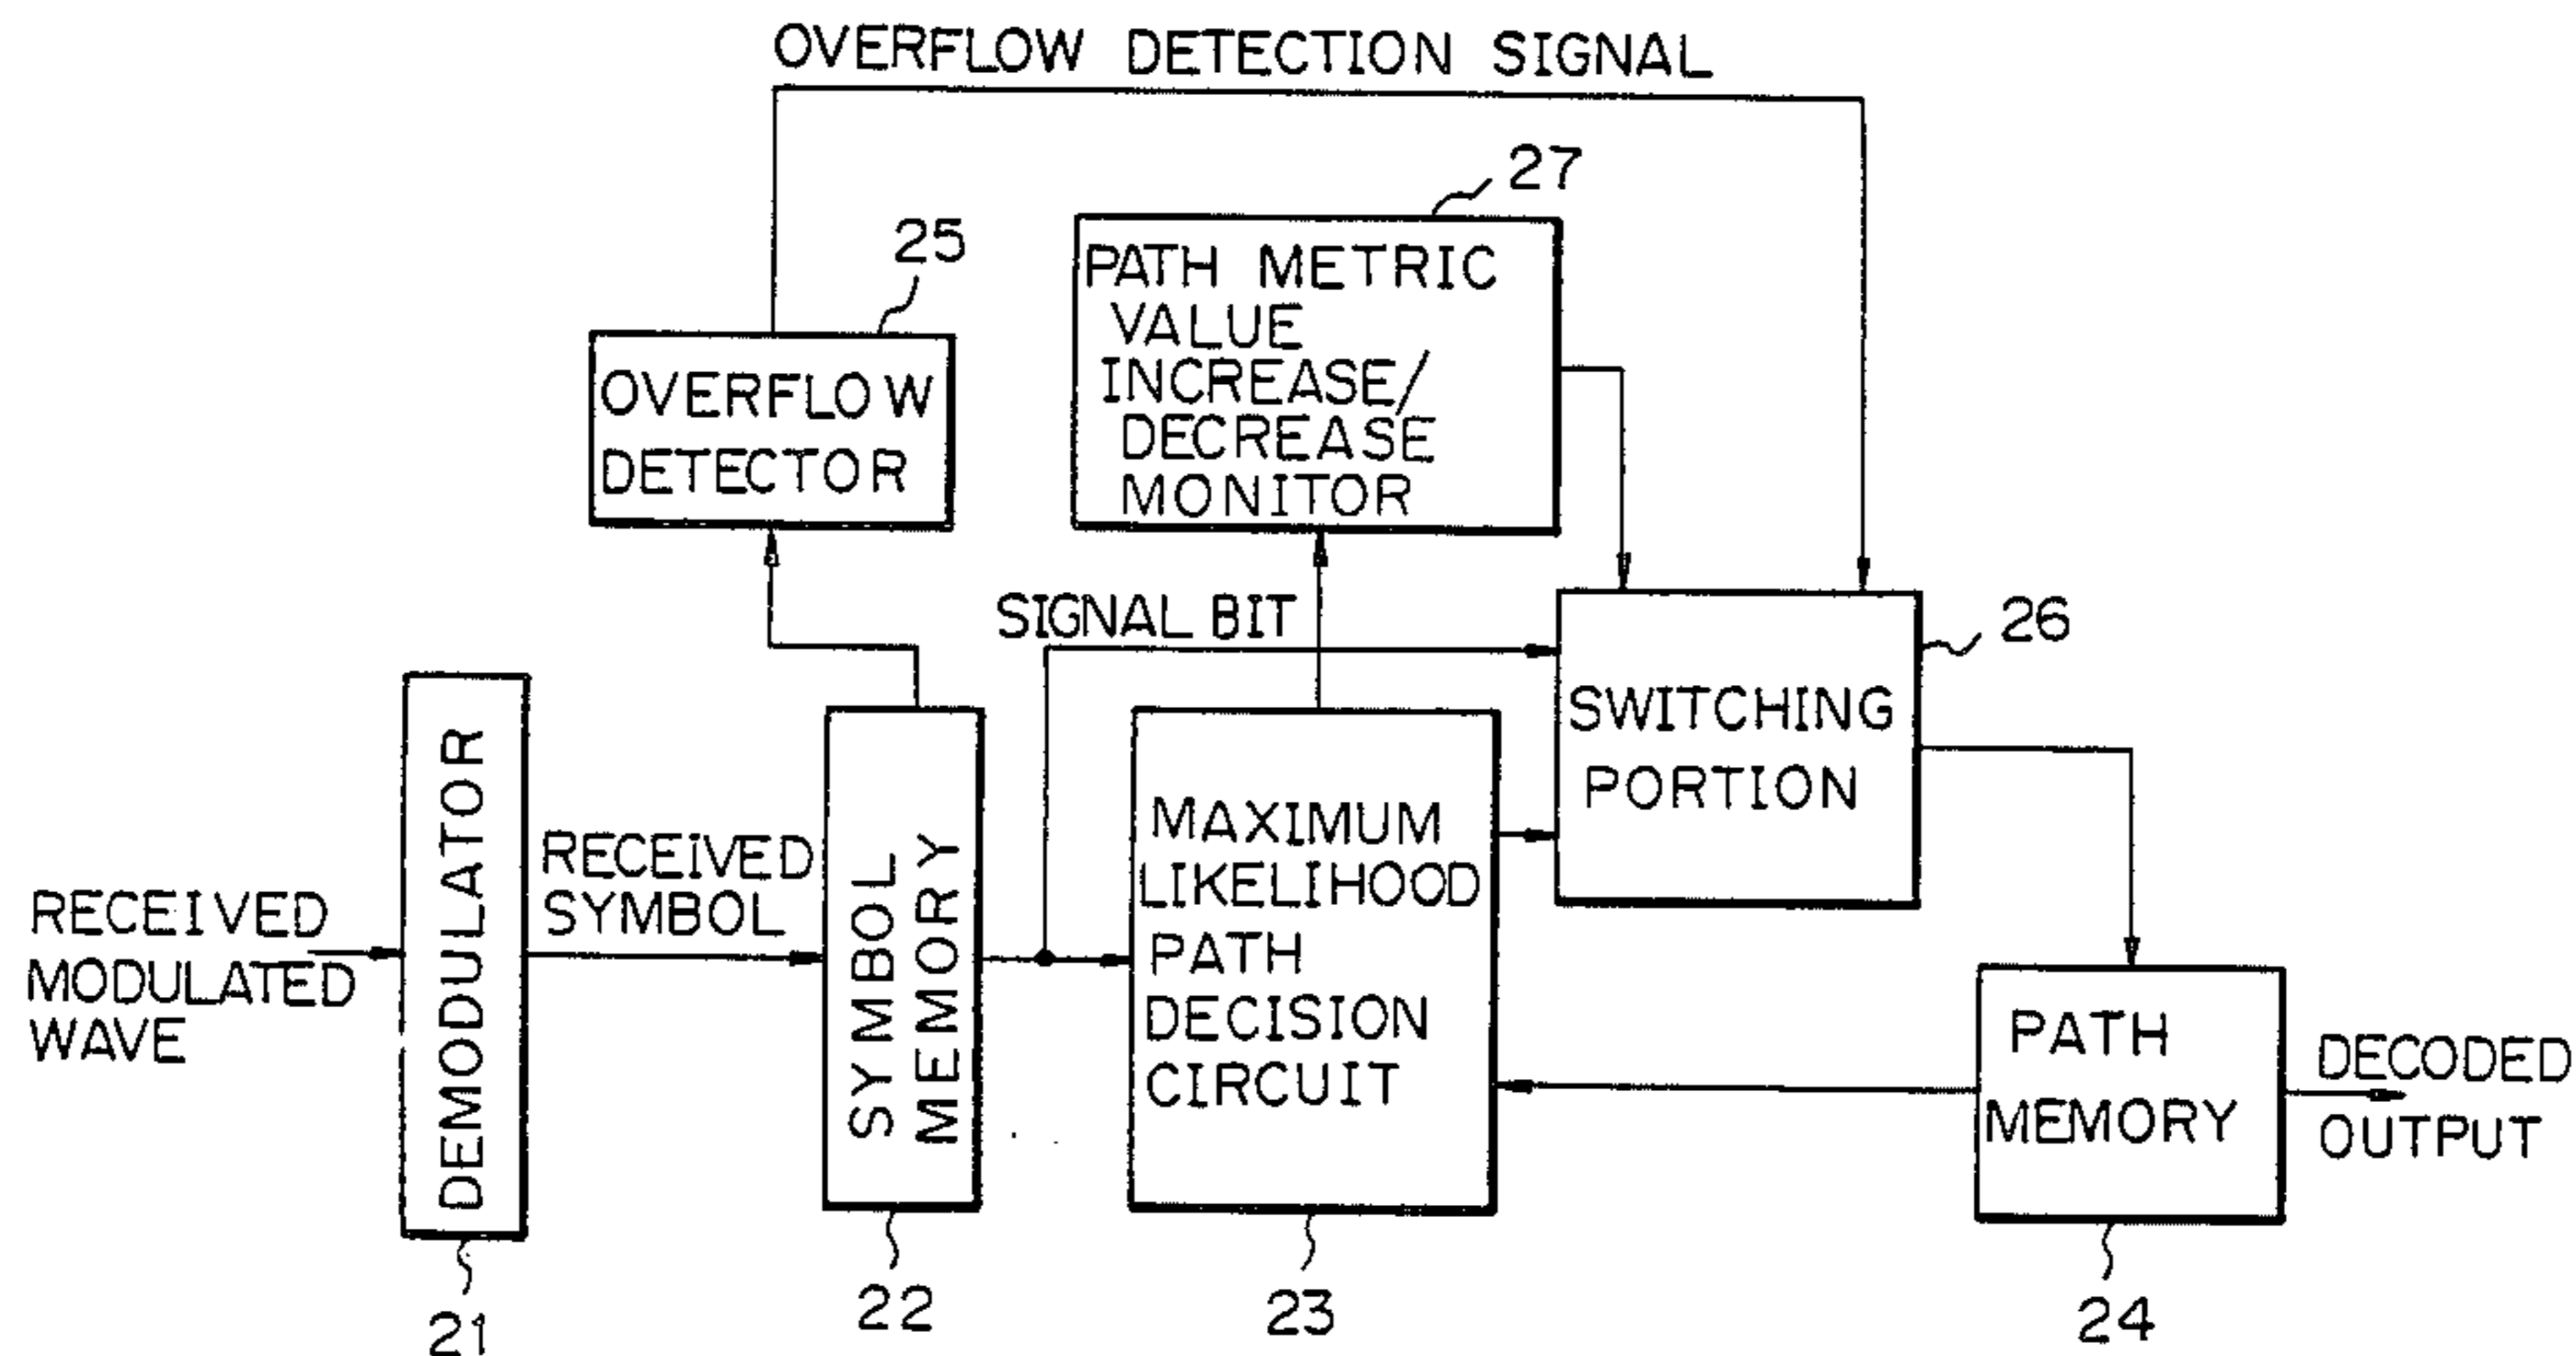 OVERFLOW DETECTION SIGNAL
27
25
PATH METRIC
VALUE
INCREASE/
DECREASE
MONITOR
OVERFLOW
DETECTOR
SIGNAL BIT
26
SWITCHING
PORTION
DEMODULATOR
RECEIVED
SYMBOL
SYMBOL
MEMORY
MAXIMUM
LIKELIHOOD
PATH
DECISION
CIRCUIT
RECEIVED
MODULATED
WAVE
PATH
MEMORY
DECODED
OUTPUT
21
22
23
24